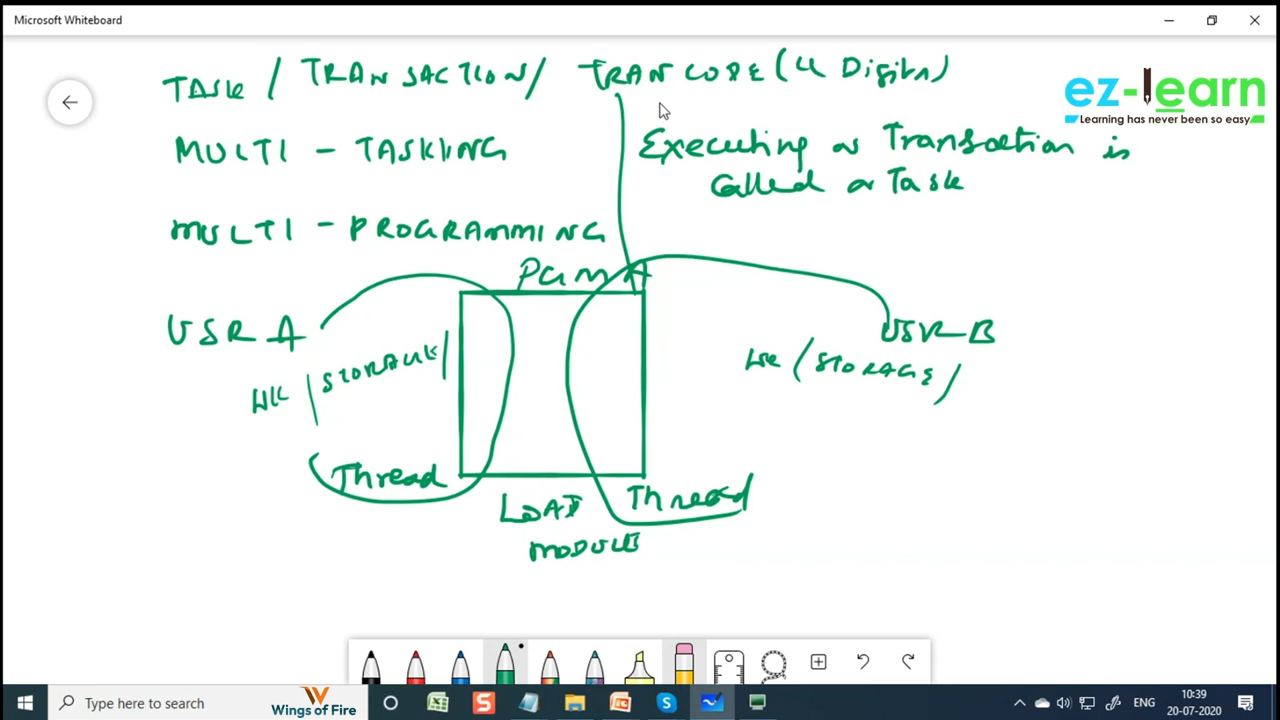 Microsoft Whiteboard
TASK / TRANSACTION / TRANCODE (4 Digits)
ez-learn
Learning has never been so easy
MULTI - TASKING
Executing a Transaction is
Called a Task
MULTI - PROGRAMMING
PGM A
USR A
USR B
WK / STORAGE /
WK (STORAGE)
Thread
Thread
LOAD
MODULE
Type here to search
Wings of Fire
ENG
10:39
20-07-2020